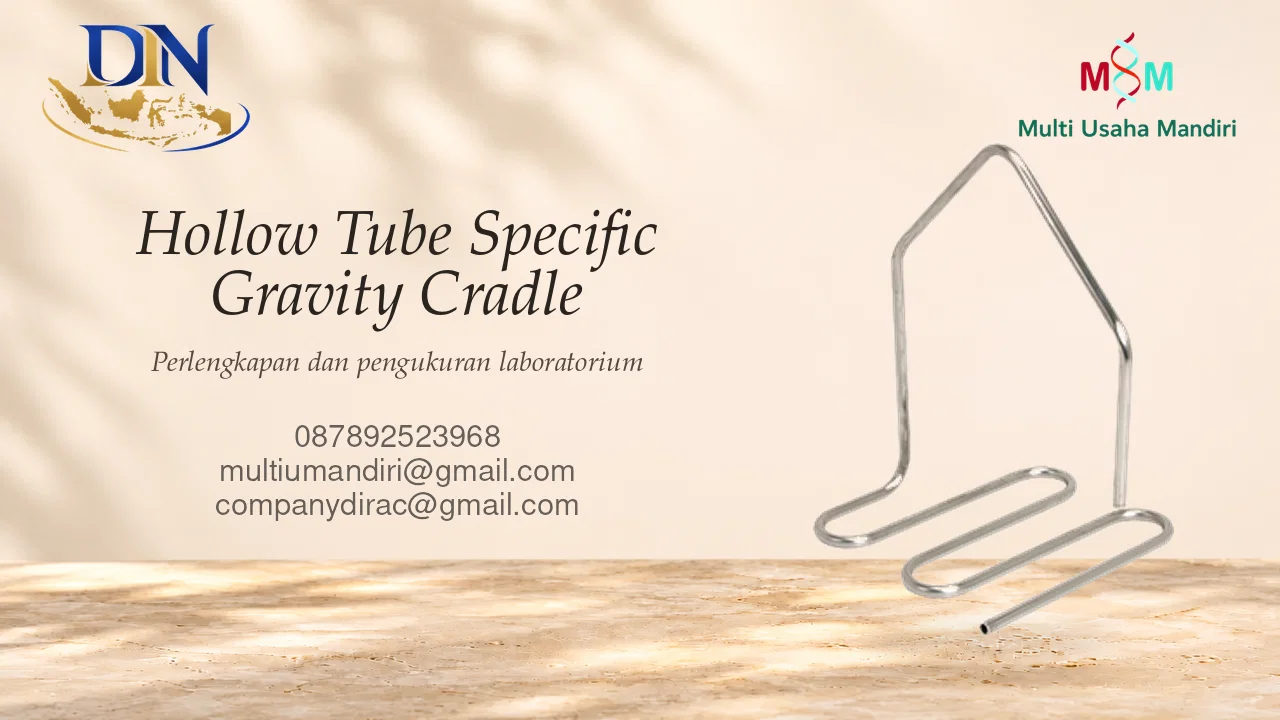 DIN
M M
Multi Usaha Mandiri
Hollow Tube Specific
Gravity Cradle
Perlengkapan dan pengukuran laboratorium
087892523968
multiumandiri@gmail.com
companydirac@gmail.com